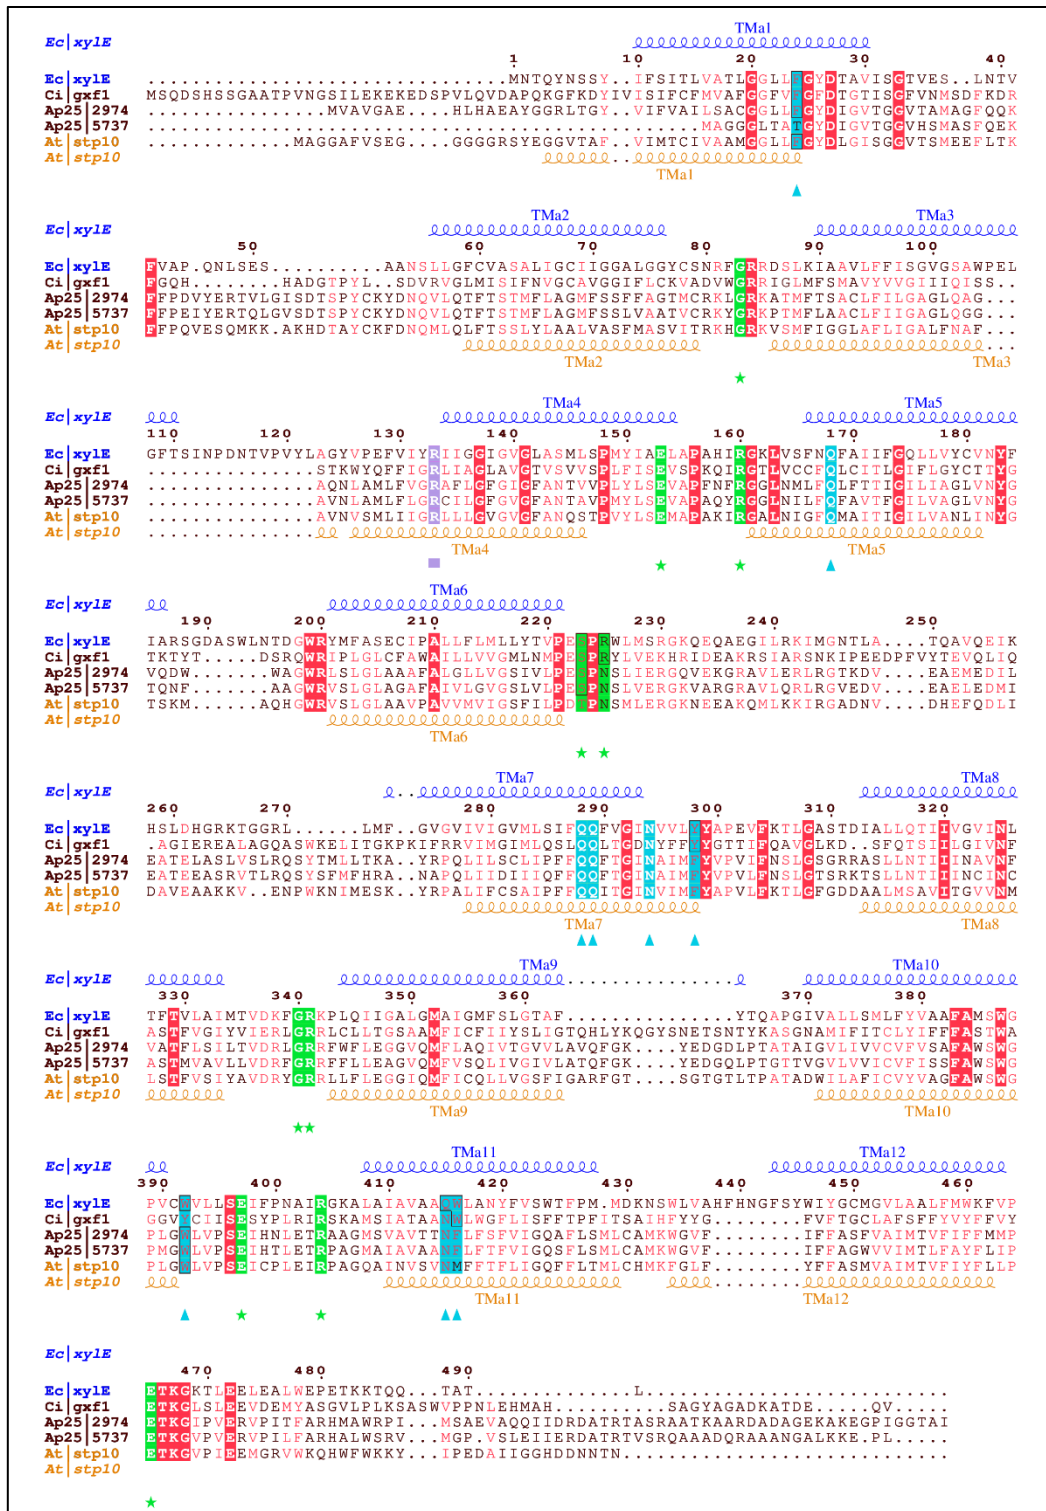 TMa1
Ec|xylE
1 10 20 30 40
Ec|xylE ................................MNTQYNSSY.IFSITLVATLGGLLFGYDTAVISGTVES..LNTV
Ci|gxf1 MSQDSHSSGAATPVNGSILEKEKEDSPVLQVDAPQKGFKDYIVISIFCFMVAFGGFVFGFDTGTISGFVNMSDFKDR
Ap25|2974 ................MVAVGAE....HLHAEAYGGRLTGY.VIFVAILSACGGLLFGYDIGVTGGVTAMAGFQQK
Ap25|5737 .................................................MAGGGLTATGYDIGVTGGVHSMASFQEK
At|stp10 .............MAGGAFVSEG...GGGGRSYEGGVTAF.VIMTCIVAAMGGLLFGYDLGISGGVTSMEEFLTK
At|stp10
TMa1
TMa2 TMa3
Ec|xylE
50 60 70 80 90 100
Ec|xylE FVAP.QNLSES.........AANSLLGFCVASALIGCIIGGALGGYCSNRFGRRDSLKIAAVLFFISGVGSAWPEL
Ci|gxf1 FGQH........HADGTPYL..SDVRVGLMISIFNVGCAVGGIFLCKVADVWGRRIGLMFSMAVYVVGIIIQISS..
Ap25|2974 FFPDVYERTVLGISDTSPYCKYDNQVLQTFTSTMFLAGMFSSFFAGTMCRKLGRKATMFTSACLFLIGAGLQAG...
Ap25|5737 FFPEIYERTQLGVSDTSPYCKYDNQVLQTFTSTMFLAGMFSSLVAATVCRKYGRKPTMFLAACLFIIGAGLQGG...
At|stp10 FFPQVESQMKK.AKHDTAYCKFDNQMLQLFTSSLYLAALVASFMASVITRKHGRKVSMFIGGLAFLIGALFNAF...
At|stp10
TMa2 TMa3
TMa4 TMa5
Ec|xylE
110 120 130 140 150 160 170 180
Ec|xylE GFTSINPDNTVPVYLAGYVPEFVIYRIIGGIGVGLASMLSPMYIAELAPAHIRGKLVSFNQFAIIFGQLLVYCVNYF
Ci|gxf1 ...............STKWYQFFIGRLIAGLAVGTVSVVSPLFISEVSPKQIRGTLVCCFQLCITLGIFLGYCTTYG
Ap25|2974 ...............AQNLAMLFVGRAFLGFGIGFANTVVPLYLSEVAPFNFRGGLNMLFQLFTTIGILIAGLVNYG
Ap25|5737 ...............AVNLAMLFLGRCILGFGVGFANTAVPMYLSEVAPAQYRGGLNILFQLFAVTFGILVAGLVNYG
At|stp10 ...............AVNVSMLIIGRLLLGVGVGFANQSTPVYLSEMAPAKIRGALNIGFQMAITIGILVANLINYG
At|stp10
TMa4 TMa5
TMa6
Ec|xylE
190 200 210 220 230 240 250
Ec|xylE IARSGDASWLNTDGWRYMFASECIPALLFLMLLYTVPESPRWLMSRGKQEQAEGILRKIMGNTLA....TQAVQEIK
Ci|gxf1 TKTYT.....DSRQWRIPLGLCFAWAILLVVGMLNMPESPRYLVEKHRIDEAKRSIARSNKIPEEDPFVYTEVQLIQ
Ap25|2974 VQDW......WAGWRLSLGLAAAFALGLLVGSIVLPESPNSLIERGQVEKGRAVLERLRGTKDV.....EAEMEDIL
Ap25|5737 TQNF......AAGWRVSLGLAGAFAIVLGVGSLVLPESPNSLIERGKVARGRAVLQRLRGVEDV.....EAELEDMI
At|stp10 TSKM......AQHGWRVSLGLAAVPAVVMVIGSFILPDTPNSMLERGKNEEAKQMLKKIRGADNV.....DHEFQDLI
At|stp10
TMa6
TMa7 TMa8
Ec|xylE
260 270 280 290 300 310 320
Ec|xylE HSLDHGRKTGGRL.....LMF..GVGVIVIGVMLSIFQQFVGINVVLYYAPEVFKTLGASTDIALLQTIIVGVINL
Ci|gxf1 AGIEREALAGQASWKELITGKPKIFRRVIMGIMLQSLQQLTGDNYFFYYGTTIFQAVGLKD..SFQTSIILGIVNF
Ap25|2974 EATELASLVSLRQSYTMLLTKA..YRPQLILSCLIPFFQQFTGINAIMFYVPVIFNSLGSGRRASLLNTIIINAVNF
Ap25|5737 EATEEASRVTLRQSYSMFMFHRA..NAPQLIIDIIIQFFQQFTGINAIMFYVPVLFNSLGTSRKTSLLNTIIINCINC
At|stp10 DAVEAAKKV..ENPWKNIMESK..YRPALIFCSAIPFFQQITGINVIMFYAPVLFKTLGFGDDAALMSAVITGVVNM
At|stp10
TMa7 TMa8
TMa9 TMa10
Ec|xylE
330 340 350 360 370 380
Ec|xylE TFTVLAIMTVDKFGRKPLQIIGALGMAIGMFSLGTAF...............YTQAPGIVALLSMLFYVAAFAMSWG
Ci|gxf1 ASTFVGIYVIERLGRRLCLLTGSAAMFICFIIYSLIGTQHLYKQGYSNETSNTYKASGNAMIFITCLYIFFFASTWA
Ap25|2974 VATFLSILTVDRLGRRFWFLEGGVQMFLAQIVTGVVLAVQFGK....YEDGDLPTATAIGVLIVVCVFVSAFAWSWG
Ap25|5737 ASTMVAVLLVDRFGRRFFLLEAGVQMFVSQLIVGIVLATQFGK....YEDGQLPTGTTVGVLVVICVFISSFAWSWG
At|stp10 LSTFVSIYAVDRYGRRLLFLEGGIQMFICQLLVGSFIGARFGT....SGTGTLTPATADWILAFICVYVAGFAWSWG
At|stp10
TMa9 TMa10
TMa11 TMa12
Ec|xylE
390 400 410 420 430 440 450 460
Ec|xylE PVCWVLLSEIFPNAIRGKALAIAVAAQWLANYFVSWTFPM.MDKNSWLVAHFHNGFSYWIYGCMGVLAALFMWKFVP
Ci|gxf1 GGVYCIISESYPLRIRSKAMSIATAANWLWGFLISFFTPFITSAIHFYYG.......FVFTGCLAFSFFYVYFFVY
Ap25|2974 PLGWLVPSEIHNLETRAAGMSVAVTTNFLFSFVIGQAFLSMLCAMKWGVF.......IFFASFVAIMTVFIFFMMP
Ap25|5737 PMGWLVPSEIHTLETRPAGMAIAVAANFLFTFVIGQAFLSMLCAMKWGVF.......IFFAGWVVIMTLFAYFLIP
At|stp10 PLGWLVPSEICPLEIRPAGQAINVSVNMFFTFLIGQFFLTMLCHMKFGLF.......YFFASMVAIMTVFIYFLLP
At|stp10
TMa11 TMa12
Ec|xylE
470 480 490
Ec|xylE ETKGKTLEELEALWEPETKKTQQ...TAT..............L.................
Ci|gxf1 ETKGLSLEEVDEMYASGVLPLKSASWVPPNLEHMAH.........SAGYAGADKATDE...QV.....
Ap25|2974 ETKGIPVERVPITFARHMAWRPI...MSAEVAQQIIDRDATRTASRAATKAARDADADAGEKAKEGPIGGTAI
Ap25|5737 ETKGVPVERVPILFARHALWSRV...MGP.VSLEIIERDATRTVSRQAAADQRAAANGALKKE.PL.....
At|stp10 ETKGVPIEEMGRVWKQHWFWKKY...IPEDAIIGGHDDNNTN............................
At|stp10